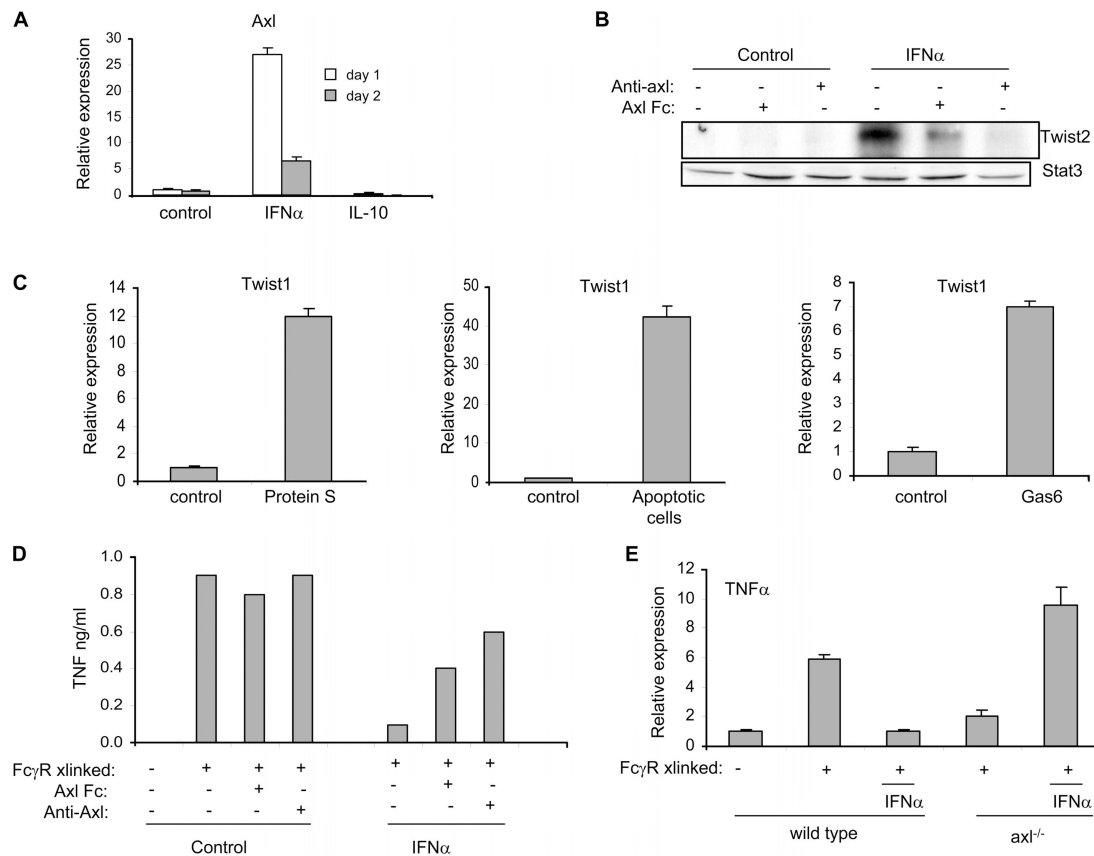 A
Axl
Relative expression
30
25
20
15
10
5
0
day 1
day 2
control IFNα IL-10
B
Control IFNα
Anti-axl: - - + - - +
Axl Fc: - + - - + -
Twist2
Stat3
C
Twist1
Relative expression
14
12
10
8
6
4
2
0
control Protein S
Twist1
Relative expression
50
40
30
20
10
0
control Apoptotic
cells
Twist1
Relative expression
8
7
6
5
4
3
2
1
0
control Gas6
D
TNF ng/ml
1.0
0.8
0.6
0.4
0.2
0.0
FcγR xlinked: - + + + + + +
Axl Fc: - - + - - + -
Anti-Axl: - - - + - - +
Control IFNα
E
TNFα
Relative expression
12
10
8
6
4
2
0
FcγR xlinked: - + + + +
IFNα IFNα
wild type axl-/-